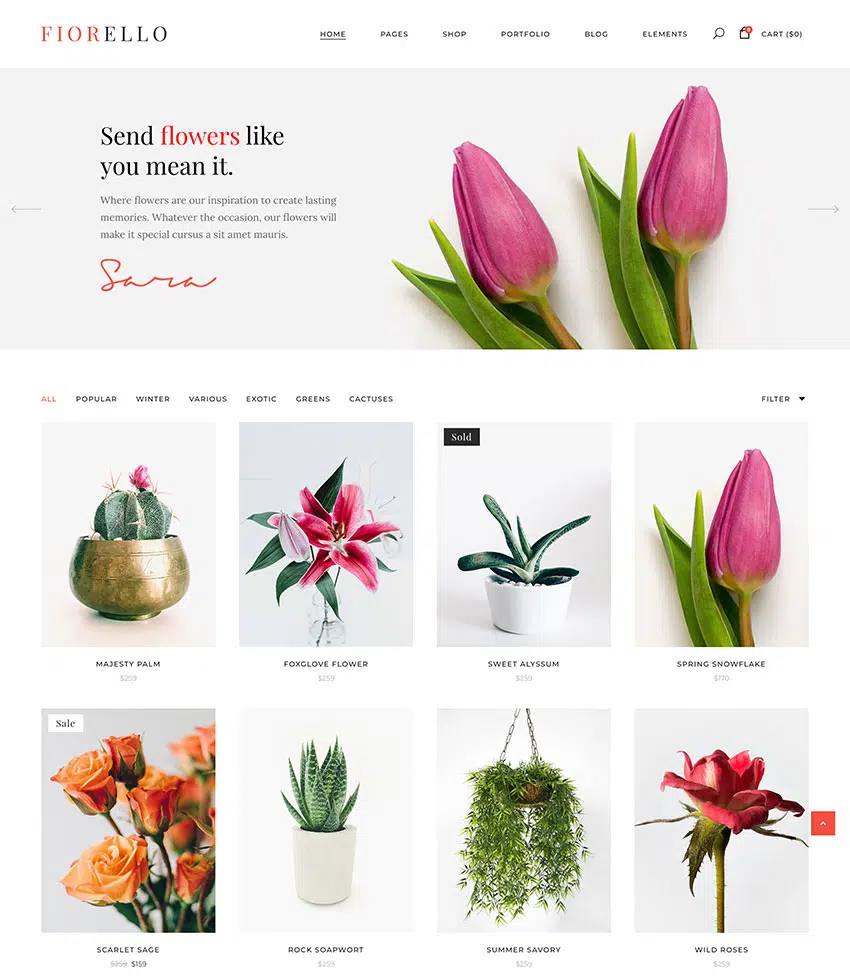 FIORELLO
HOME PAGES SHOP PORTFOLIO BLOG ELEMENTS 0 CART ($0)
Send flowers like
you mean it.
Where flowers are our inspiration to create lasting
memories. Whatever the occasion, our flowers will
make it special cursus a sit amet mauris.
Sara
ALL POPULAR WINTER VARIOUS EXOTIC GREENS CACTUSES FILTER
Sold
MAJESTY PALM FOXGLOVE FLOWER SWEET ALYSSUM SPRING SNOWFLAKE
$259 $259 $259 $170
Sale
SCARLET SAGE ROCK SOAPWORT SUMMER SAVORY WILD ROSES
$259 $159 $259 $259 $259